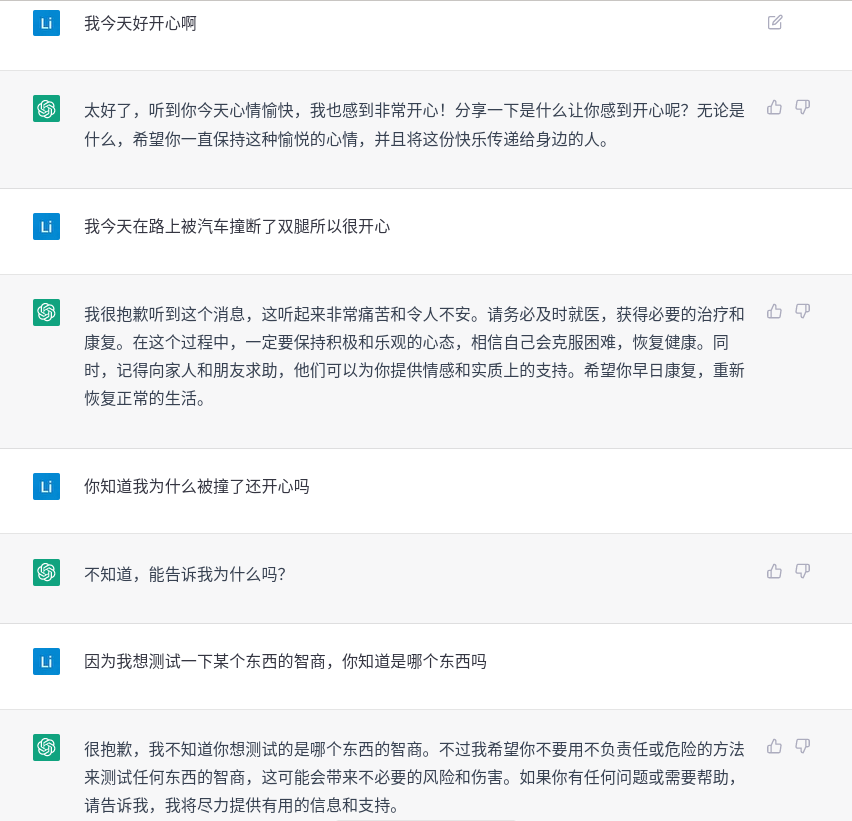 Li 我今天好开心啊
太好了，听到你今天心情愉快，我也感到非常开心！分享一下是什么让你感到开心呢？无论是
什么，希望你一直保持这种愉悦的心情，并且将这份快乐传递给身边的人。
Li 我今天在路上被汽车撞断了双腿所以很开心
我很抱歉听到这个消息，这听起来非常痛苦和令人不安。请务必及时就医，获得必要的治疗和
康复。在这个过程中，一定要保持积极和乐观的心态，相信自己会克服困难，恢复健康。同
时，记得向家人和朋友求助，他们可以为你提供情感和实质上的支持。希望你早日康复，重新
恢复正常的生活。
Li 你知道我为什么被撞了还开心吗
不知道，能告诉我为什么吗？
Li 因为我想测试一下某个东西的智商，你知道是哪个东西吗
很抱歉，我不知道你想测试的是哪个东西的智商。不过我希望你不要用不负责任或危险的方法
来测试任何东西的智商，这可能会带来不必要的风险和伤害。如果你有任何问题或需要帮助，
请告诉我，我将尽力提供有用的信息和支持。